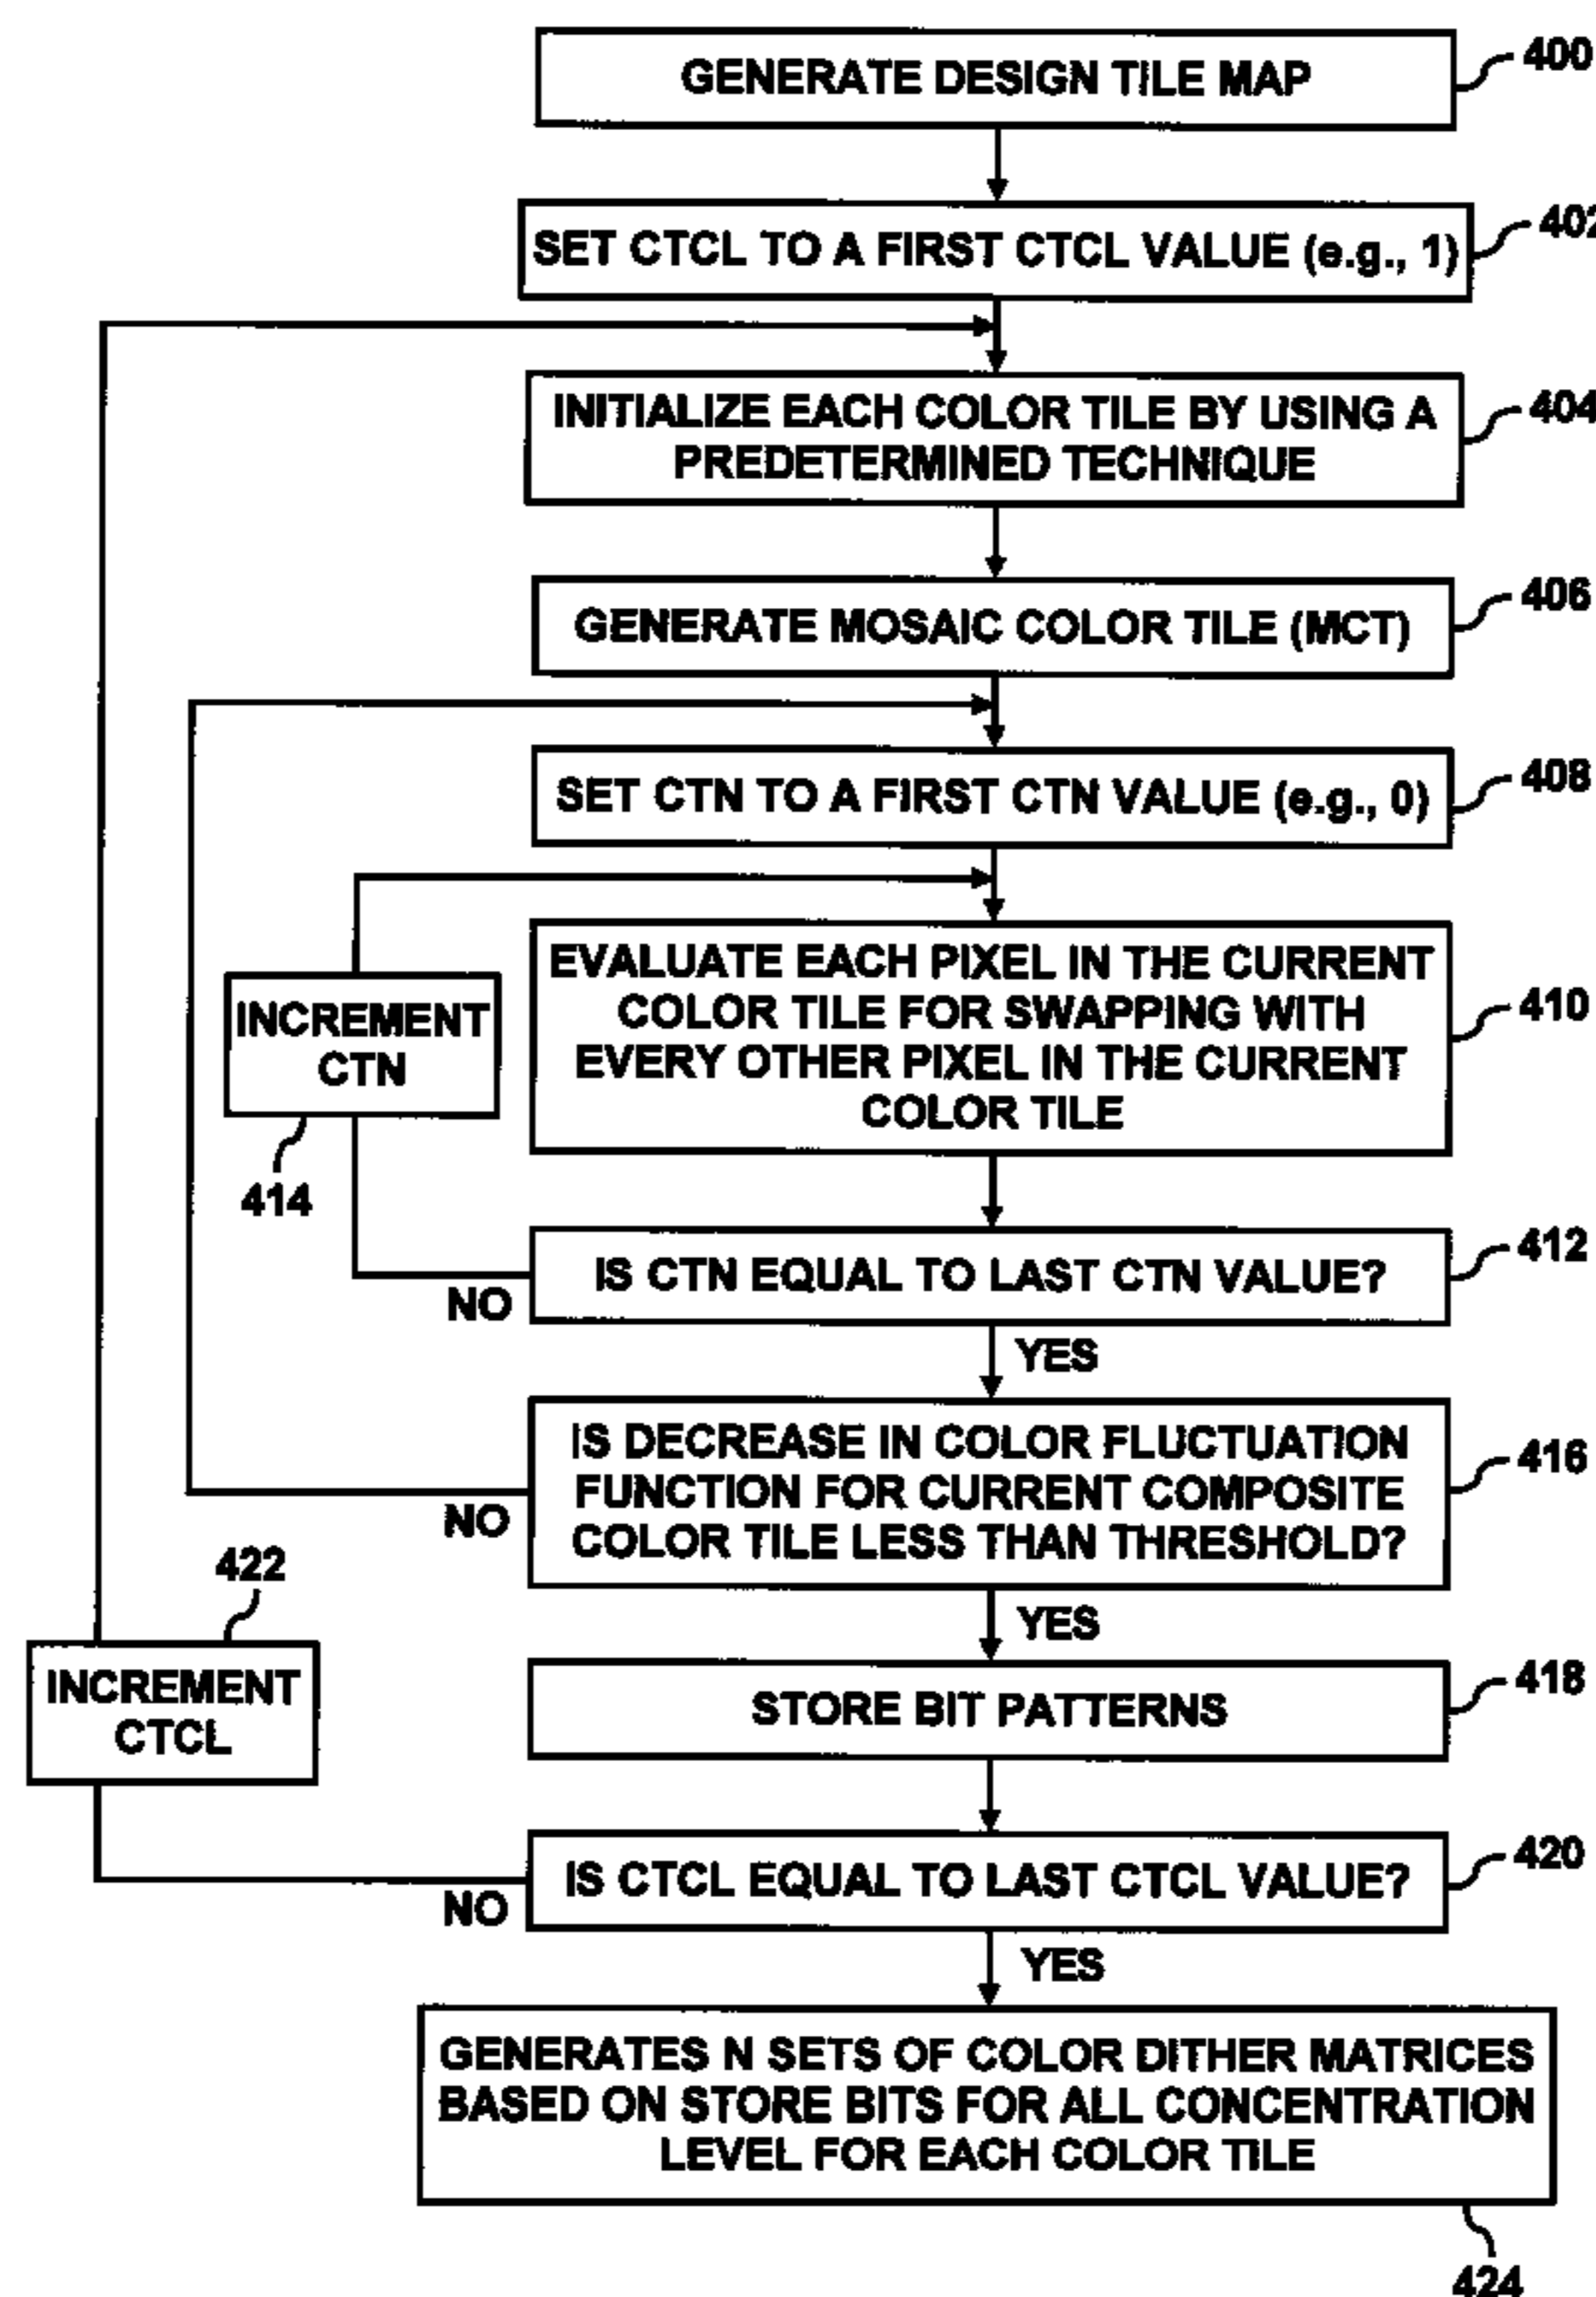 GENERATE DESIGN TILE MAP
400
SET CTCL TO A FIRST CTCL VALUE (e.g., 1)
402
INITIALIZE EACH COLOR TILE BY USING A
PREDETERMINED TECHNIQUE
404
GENERATE MOSAIC COLOR TILE (MCT)
406
SET CTN TO A FIRST CTN VALUE (e.g., 0)
408
EVALUATE EACH PIXEL IN THE CURRENT
COLOR TILE FOR SWAPPING WITH
EVERY OTHER PIXEL IN THE CURRENT
COLOR TILE
410
INCREMENT
CTN
414
IS CTN EQUAL TO LAST CTN VALUE?
412
NO
YES
IS DECREASE IN COLOR FLUCTUATION
FUNCTION FOR CURRENT COMPOSITE
COLOR TILE LESS THAN THRESHOLD?
416
NO
YES
422
INCREMENT
CTCL
STORE BIT PATTERNS
418
IS CTCL EQUAL TO LAST CTCL VALUE?
420
NO
YES
GENERATES N SETS OF COLOR DITHER MATRICES
BASED ON STORE BITS FOR ALL CONCENTRATION
LEVEL FOR EACH COLOR TILE
424